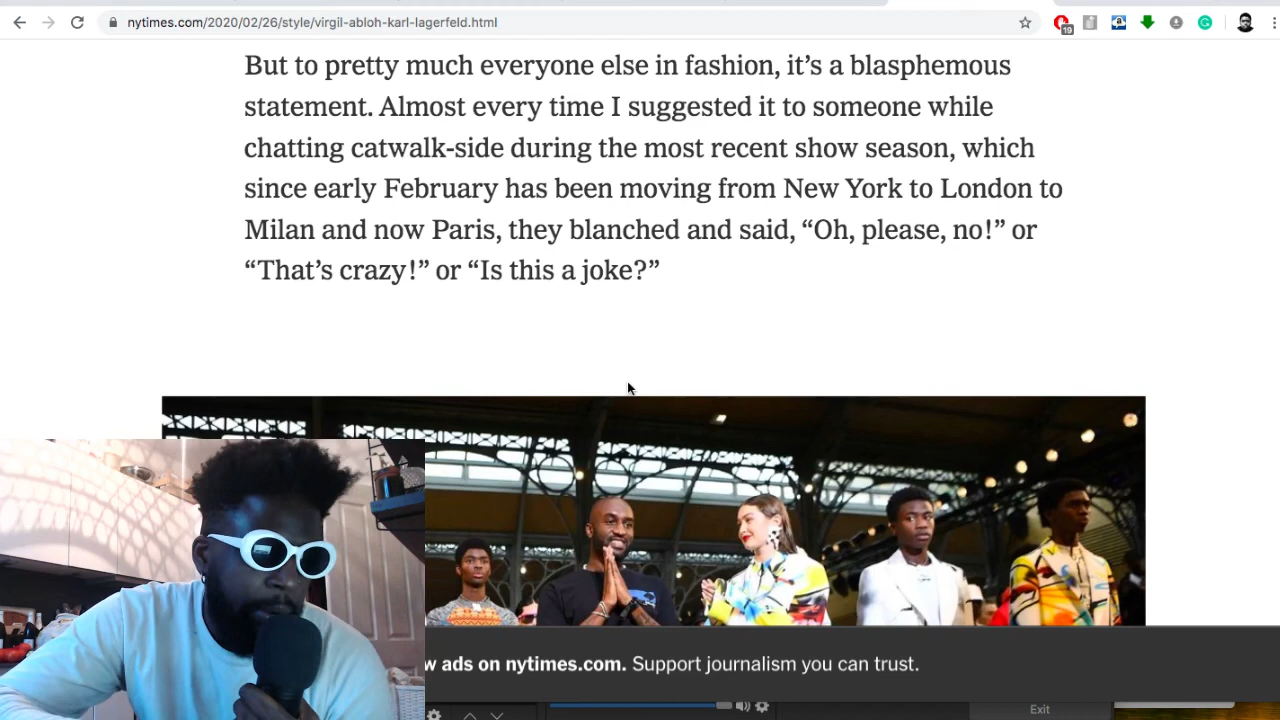 nytimes.com/2020/02/26/style/virgil-abloh-karl-lagerfeld.html
19
But to pretty much everyone else in fashion, it’s a blasphemous
statement. Almost every time I suggested it to someone while
chatting catwalk-side during the most recent show season, which
since early February has been moving from New York to London to
Milan and now Paris, they blanched and said, “Oh, please, no!” or
“That’s crazy!” or “Is this a joke?”
w ads on nytimes.com. Support journalism you can trust.
Exit